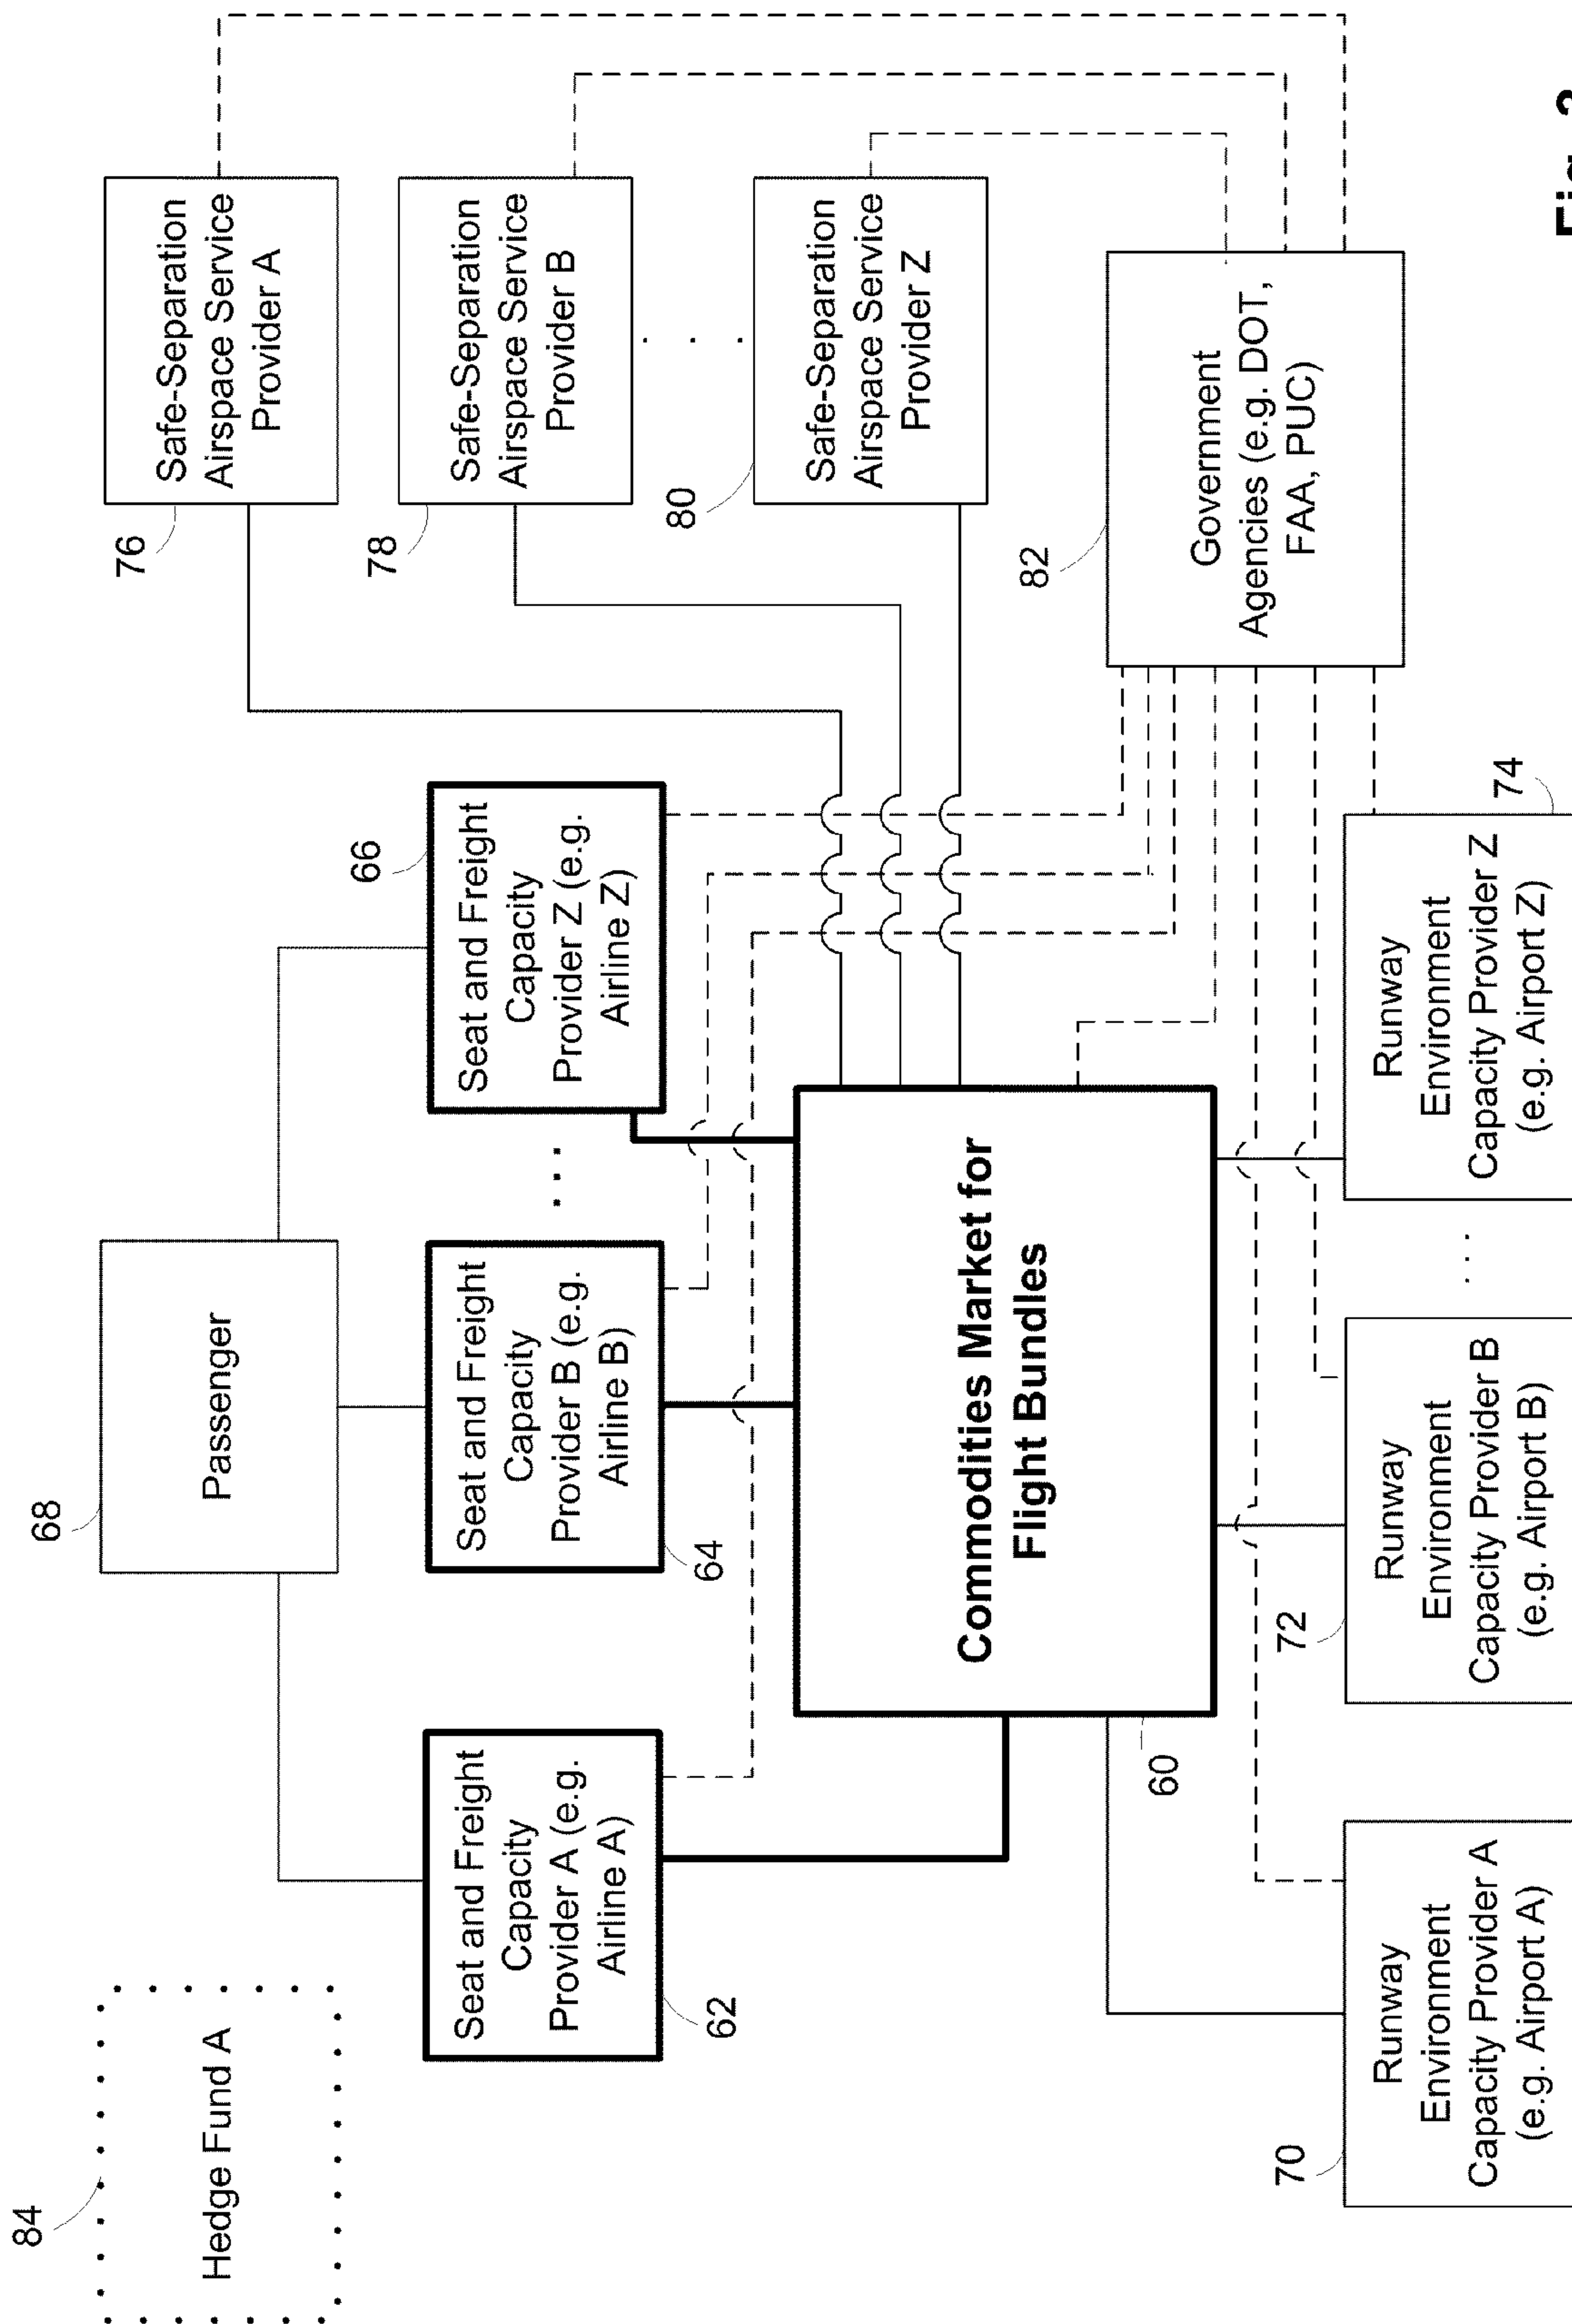 84
Hedge Fund A
68
Passenger
76
Safe-Separation
Airspace Service
Provider A
62
Seat and Freight
Capacity
Provider A (e.g.
Airline A)
64
Seat and Freight
Capacity
Provider B (e.g.
Airline B)
. . .
66
Seat and Freight
Capacity
Provider Z (e.g.
Airline Z)
78
Safe-Separation
Airspace Service
Provider B
. . .
80
Safe-Separation
Airspace Service
Provider Z
60
Commodities Market for
Flight Bundles
82
Government
Agencies (e.g. DOT,
FAA, PUC)
70
Runway
Environment
Capacity Provider A
(e.g. Airport A)
72
Runway
Environment
Capacity Provider B
(e.g. Airport B)
. . .
74
Runway
Environment
Capacity Provider Z
(e.g. Airport Z)